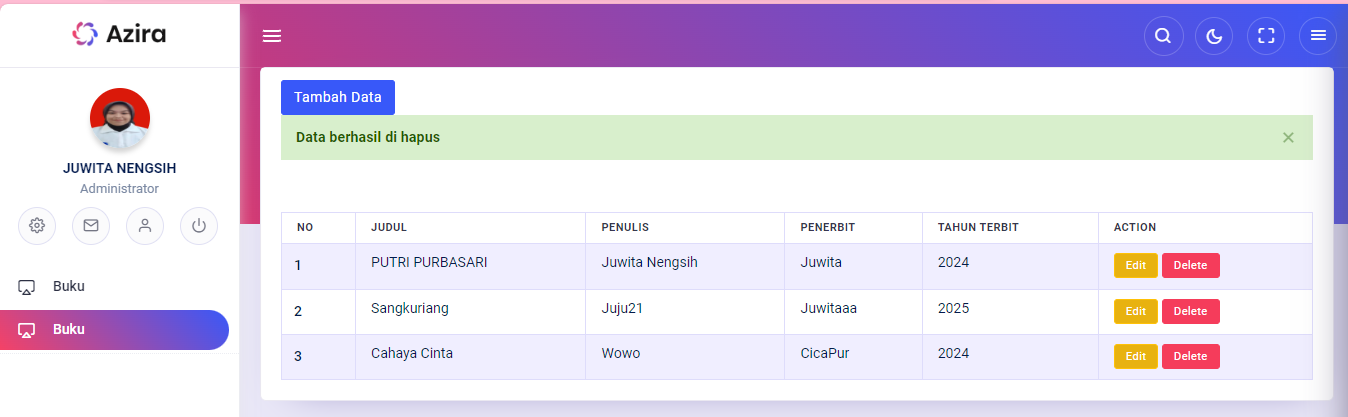 Azira
JUWITA NENGSIH
Administrator
Buku
Buku
Tambah Data
Data berhasil di hapus ×
NO JUDUL PENULIS PENERBIT TAHUN TERBIT ACTION
1 PUTRI PURBASARI Juwita Nengsih Juwita 2024 Edit Delete
2 Sangkuriang Juju21 Juwitaaa 2025 Edit Delete
3 Cahaya Cinta Wowo CicaPur 2024 Edit Delete